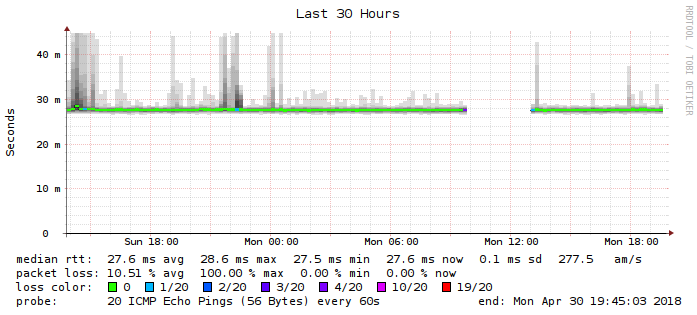 Last 30 Hours
RRDTOOL / TOBI OETIKER
Seconds
40 m
30 m
20 m
10 m
0
Sun 18:00 Mon 00:00 Mon 06:00 Mon 12:00 Mon 18:00
median rtt: 27.6 ms avg 28.6 ms max 27.5 ms min 27.6 ms now 0.1 ms sd 277.5 am/s
packet loss: 10.51 % avg 100.00 % max 0.00 % min 0.00 % now
loss color: 0 1/20 2/20 3/20 4/20 10/20 19/20
probe: 20 ICMP Echo Pings (56 Bytes) every 60s end: Mon Apr 30 19:45:03 2018